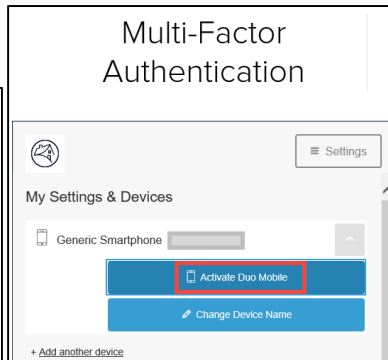 Multi-Factor
Authentication
≡ Settings
My Settings & Devices
Generic Smartphone
Activate Duo Mobile
Change Device Name
+ Add another device